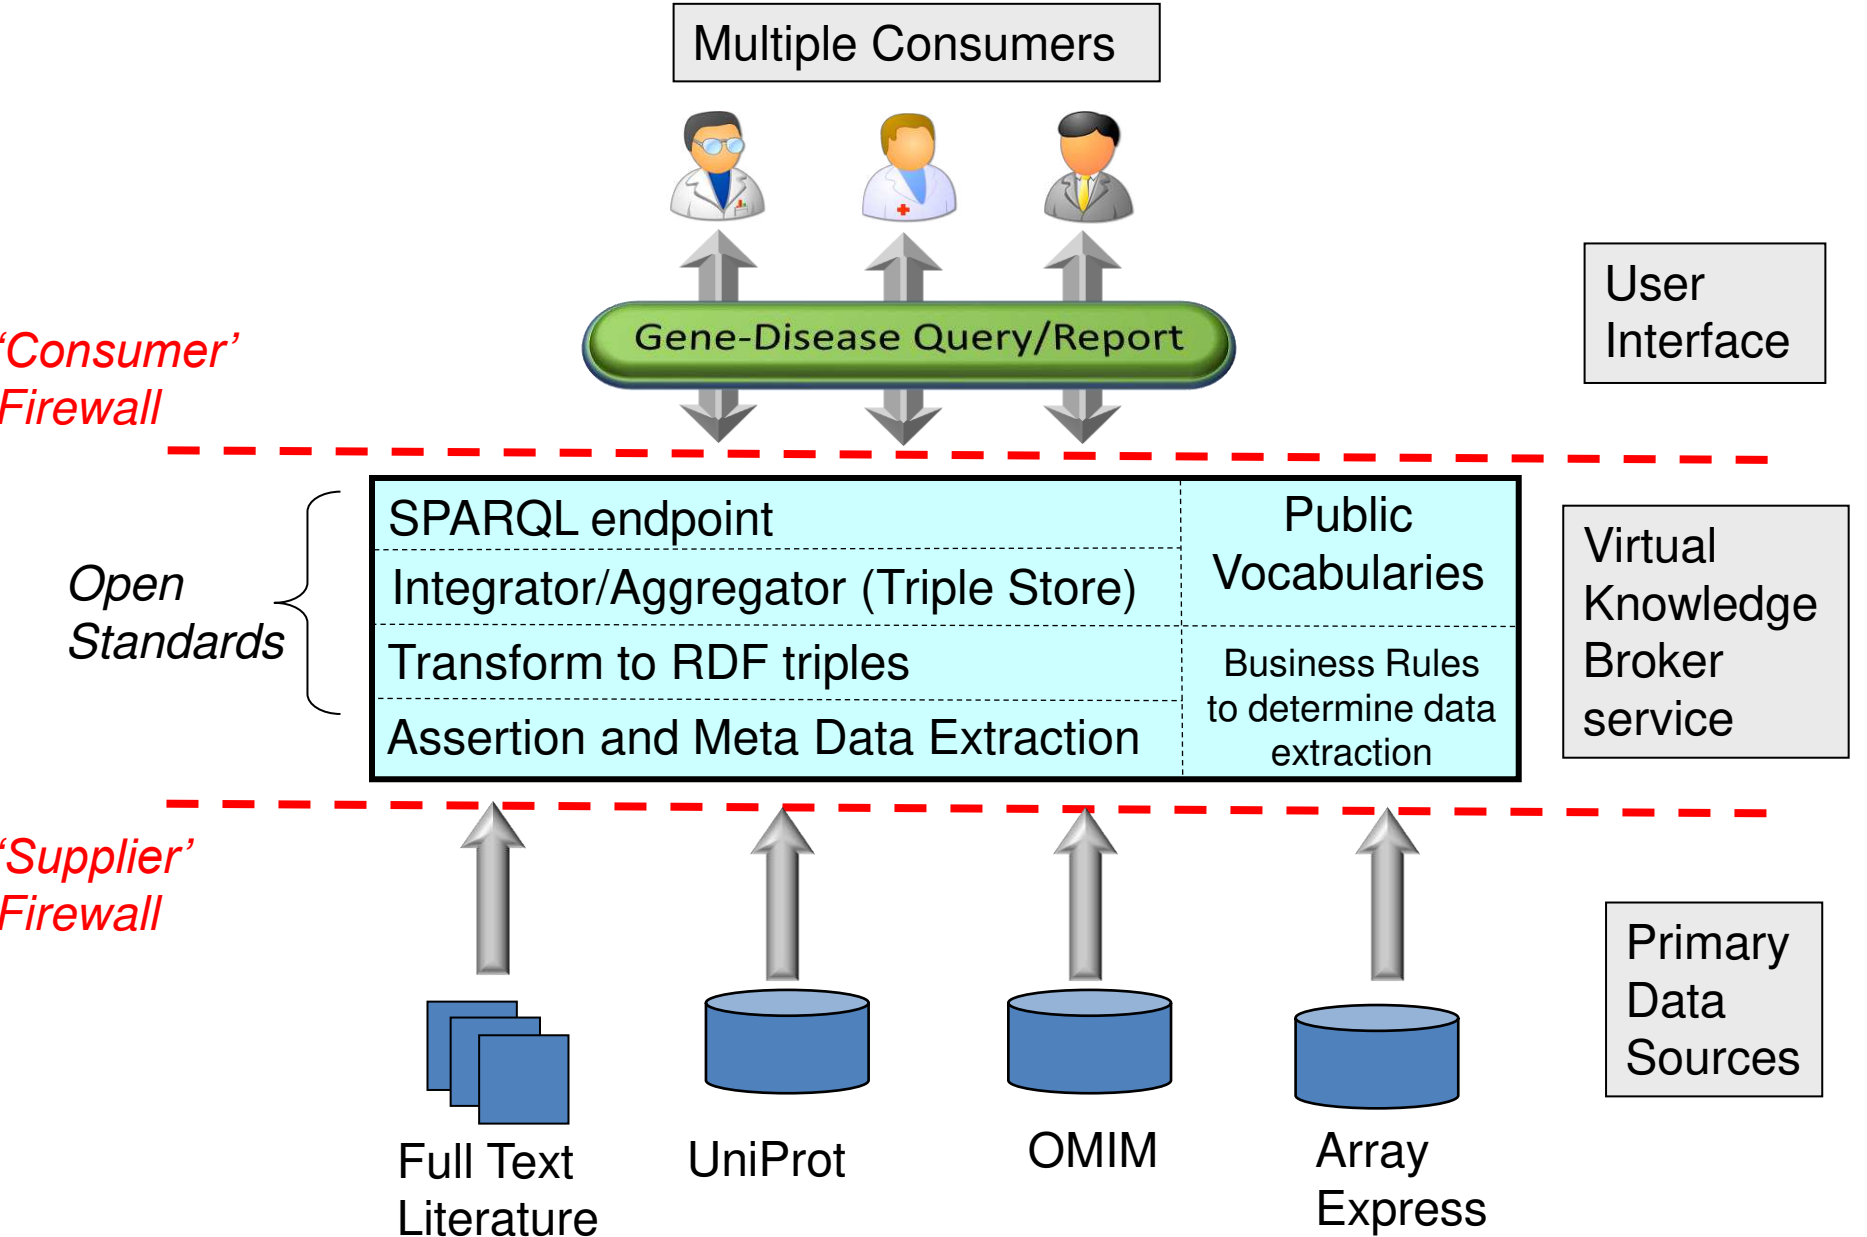 Multiple Consumers
Gene-Disease Query/Report
User
Interface
‘Consumer’
Firewall
SPARQL endpoint
Integrator/Aggregator (Triple Store)
Transform to RDF triples
Assertion and Meta Data Extraction
Public
Vocabularies
Business Rules
to determine data
extraction
Open
Standards
Virtual
Knowledge
Broker
service
‘Supplier’
Firewall
Primary
Data
Sources
Full Text
Literature
UniProt
OMIM
Array
Express